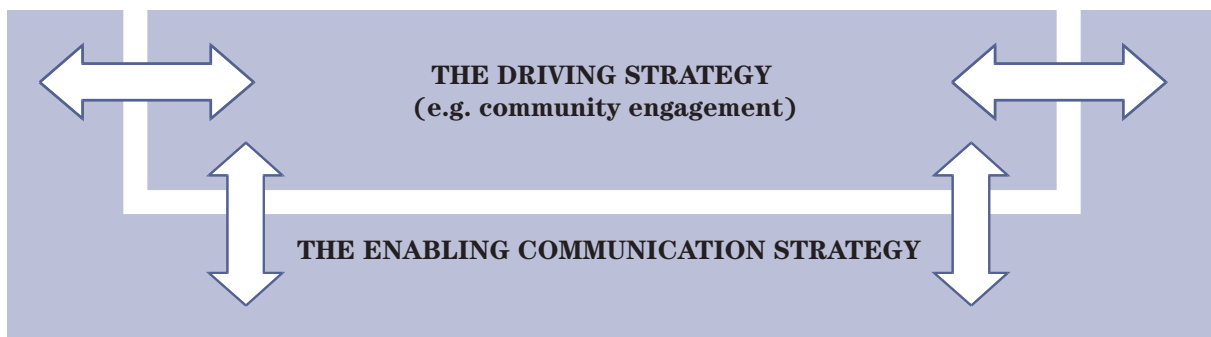 THE DRIVING STRATEGY
(e.g. community engagement)
THE ENABLING COMMUNICATION STRATEGY